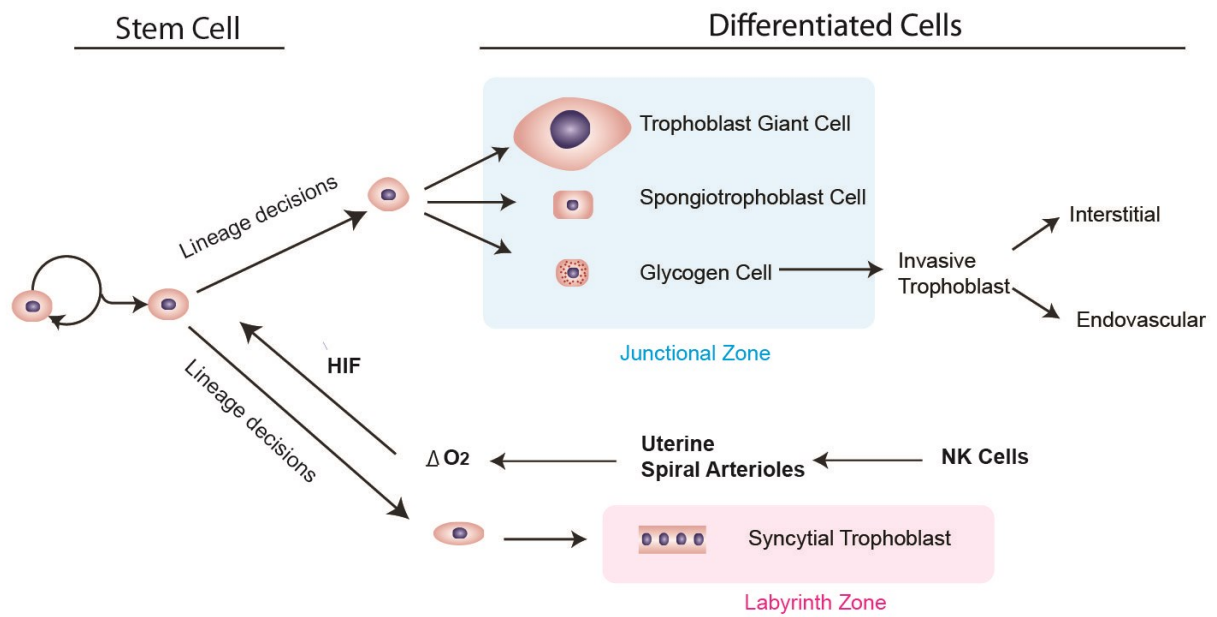 Stem Cell
Differentiated Cells
Trophoblast Giant Cell
Lineage decisions
Spongiotrophoblast Cell
Interstitial
Glycogen Cell
Invasive
Trophoblast
Endovascular
Junctional Zone
HIF
Lineage decisions
Δ O2
Uterine
Spiral Arterioles
NK Cells
Syncytial Trophoblast
Labyrinth Zone